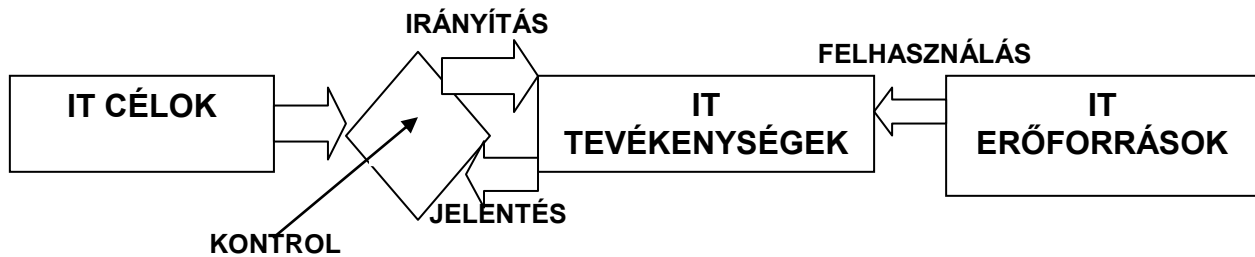 IRÁNYÍTÁS
FELHASZNÁLÁS
IT CÉLOK
IT
TEVÉKENYSÉGEK
IT
ERŐFORRÁSOK
JELENTÉS
KONTROL